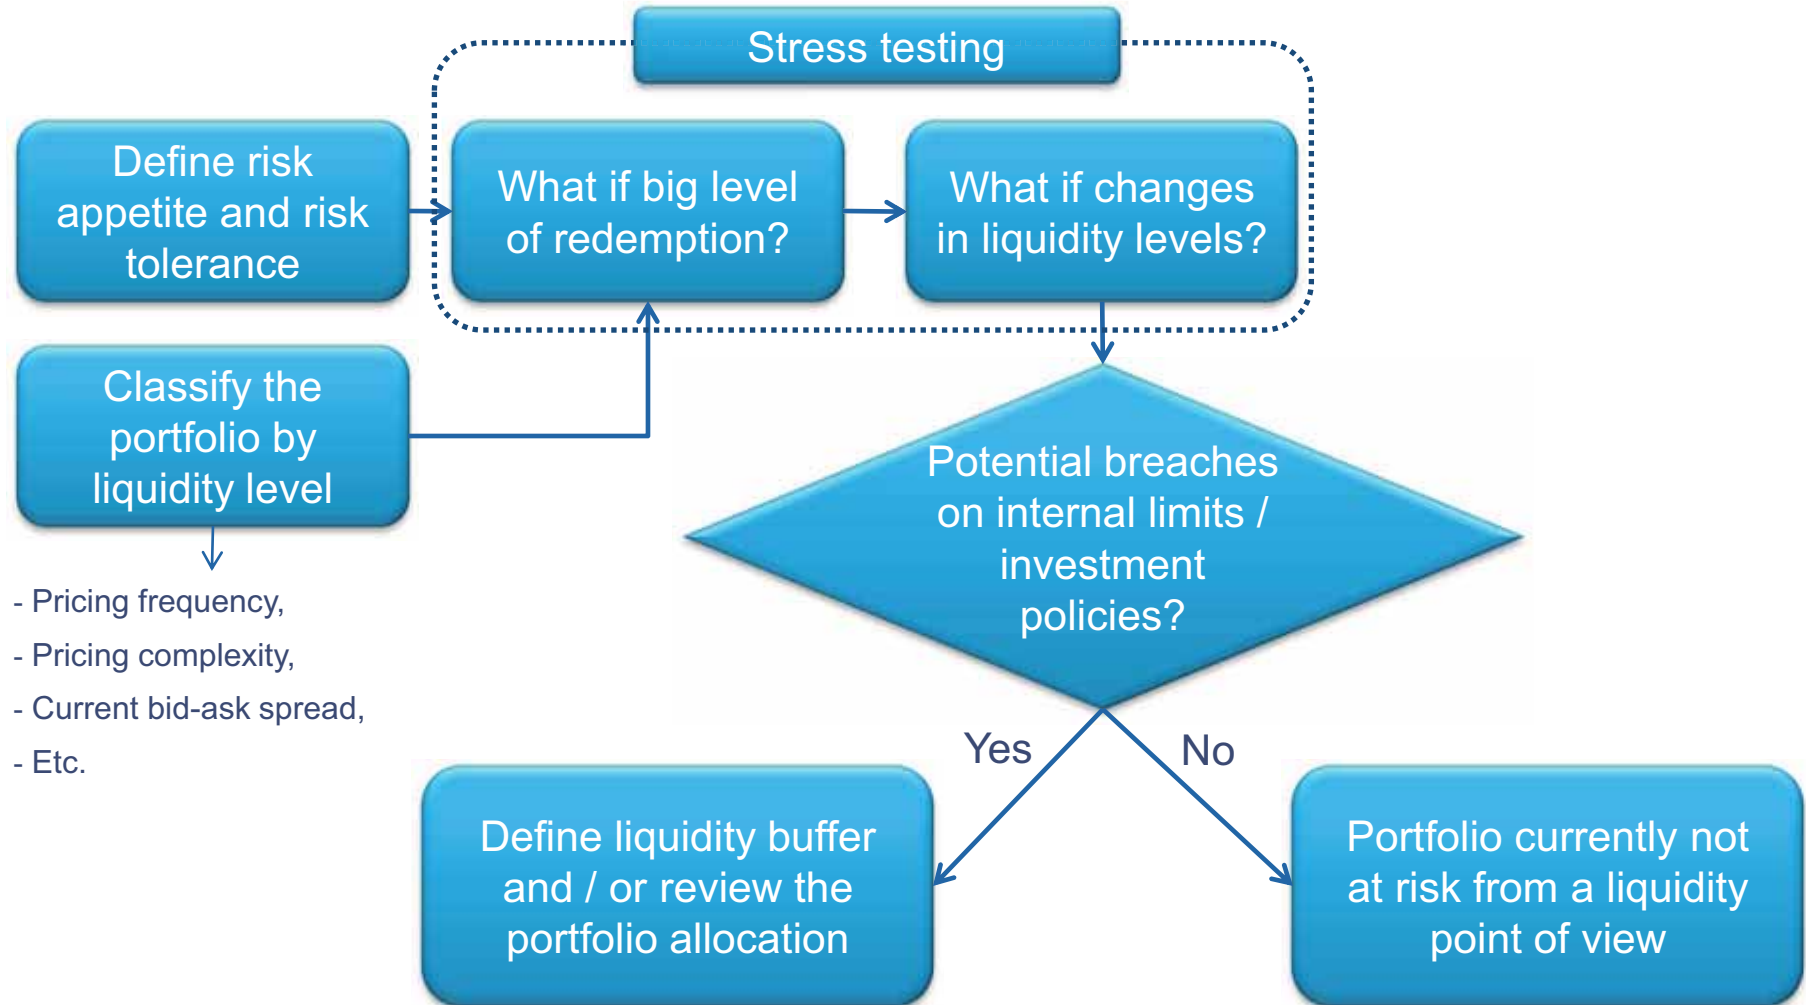 Stress testing
Define risk
appetite and risk
tolerance
What if big level
of redemption?
What if changes
in liquidity levels?
Classify the
portfolio by
liquidity level
- Pricing frequency,
- Pricing complexity,
- Current bid-ask spread,
- Etc.
Potential breaches
on internal limits /
investment
policies?
Yes
No
Define liquidity buffer
and / or review the
portfolio allocation
Portfolio currently not
at risk from a liquidity
point of view